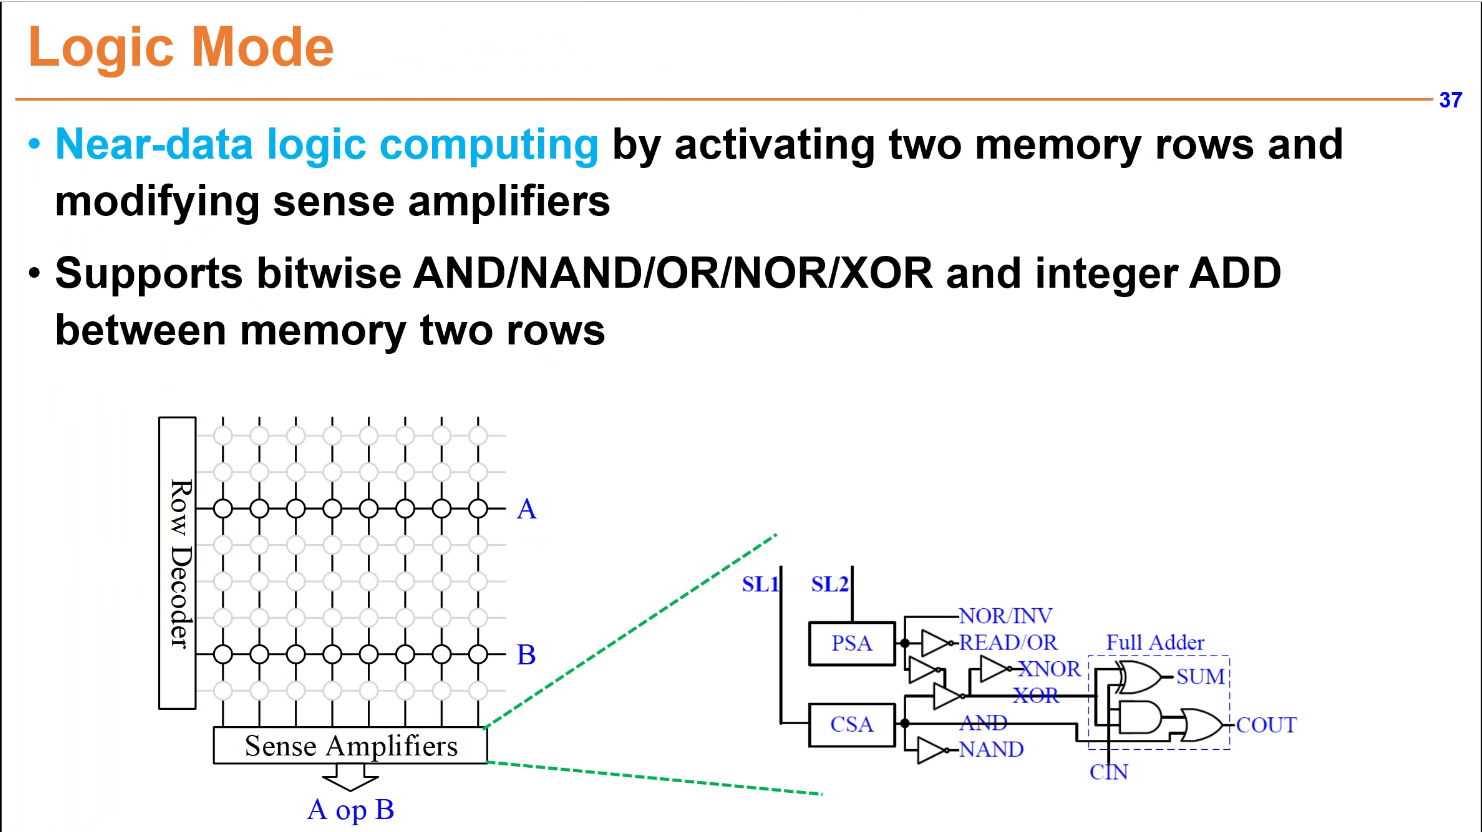 Logic Mode
37
• Near-data logic computing by activating two memory rows and
modifying sense amplifiers
• Supports bitwise AND/NAND/OR/NOR/XOR and integer ADD
between memory two rows
Row Decoder
A
B
Sense Amplifiers
A op B
SL1
SL2
PSA
NOR/INV
READ/OR
XNOR
XOR
CSA
AND
NAND
Full Adder
SUM
COUT
CIN